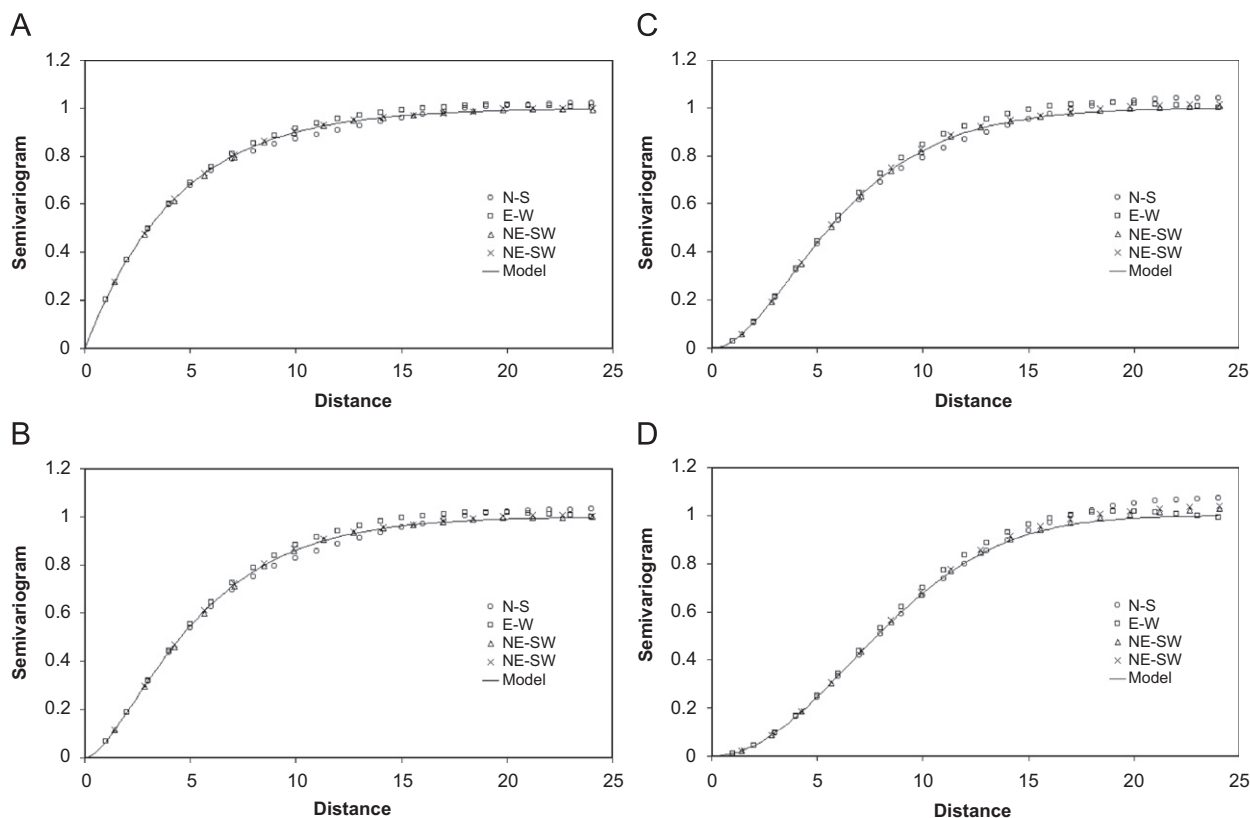 A
1.2
1
0.8
0.6
0.4
0.2
0
Semivariogram
N-S
E-W
NE-SW
NE-SW
Model
0 5 10 15 20 25
Distance
C
1.2
1
0.8
0.6
0.4
0.2
0
Semivariogram
N-S
E-W
NE-SW
NE-SW
Model
0 5 10 15 20 25
Distance
B
1.2
1
0.8
0.6
0.4
0.2
0
Semivariogram
N-S
E-W
NE-SW
NE-SW
Model
0 5 10 15 20 25
Distance
D
1.2
1
0.8
0.6
0.4
0.2
0
Semivariogram
N-S
E-W
NE-SW
NE-SW
Model
0 5 10 15 20 25
Distance